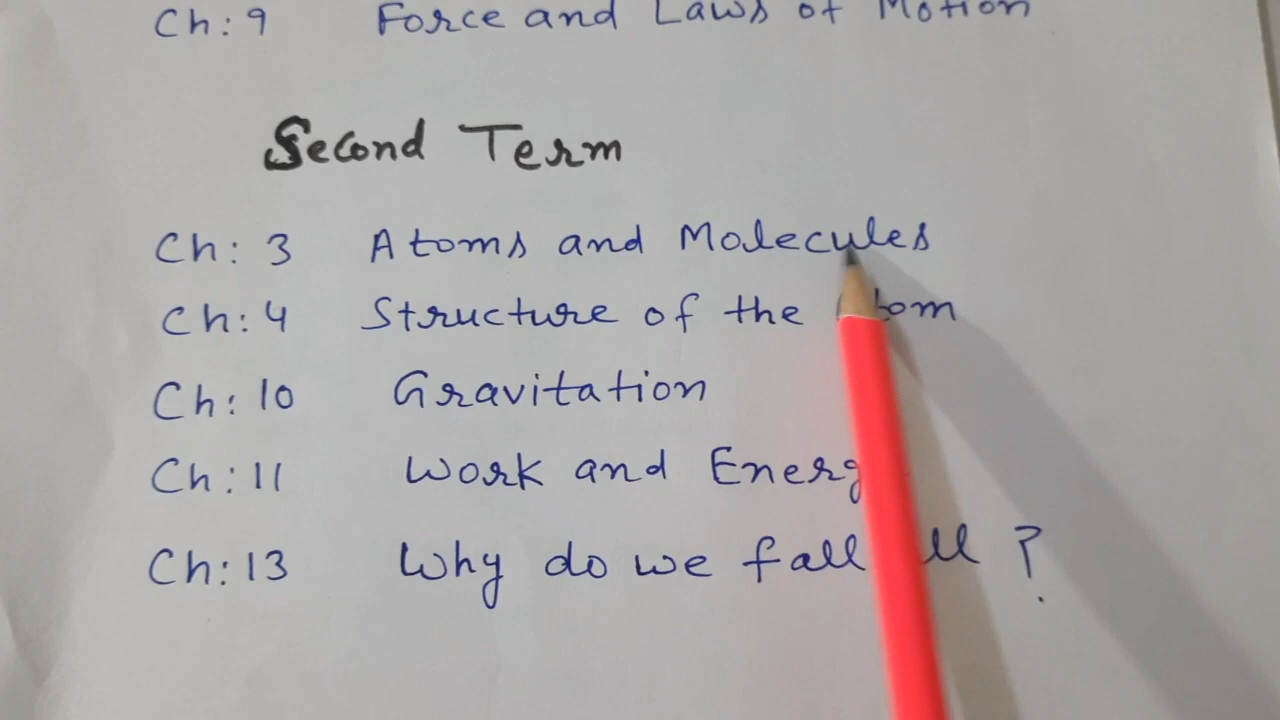 Ch: 9 Force and Laws of Motion
Second Term
Ch: 3 Atoms and Molecules
Ch: 4 Structure of the
Ch: 10 Gravitation
Ch: 11 Work and
Ch: 13 Why do we fall ?